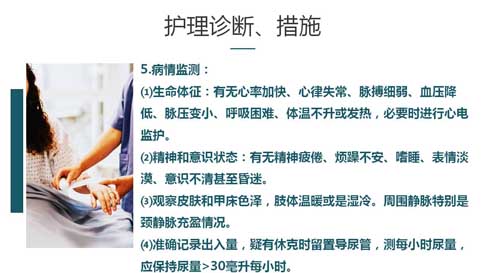 护理诊断、措施
5.病情监测：
⑴生命体征：有无心率加快、心律失常、脉搏细弱、血压降
低、脉压变小、呼吸困难、体温不升或发热，必要时进行心电
监护。
⑵精神和意识状态：有无精神疲倦、烦躁不安、嗜睡、表情淡
漠、意识不清甚至昏迷。
⑶观察皮肤和甲床色泽，肢体温暖或是湿冷。周围静脉特别是
颈静脉充盈情况。
⑷准确记录出入量，疑有休克时留置导尿管，测每小时尿量，
应保持尿量>30毫升每小时。